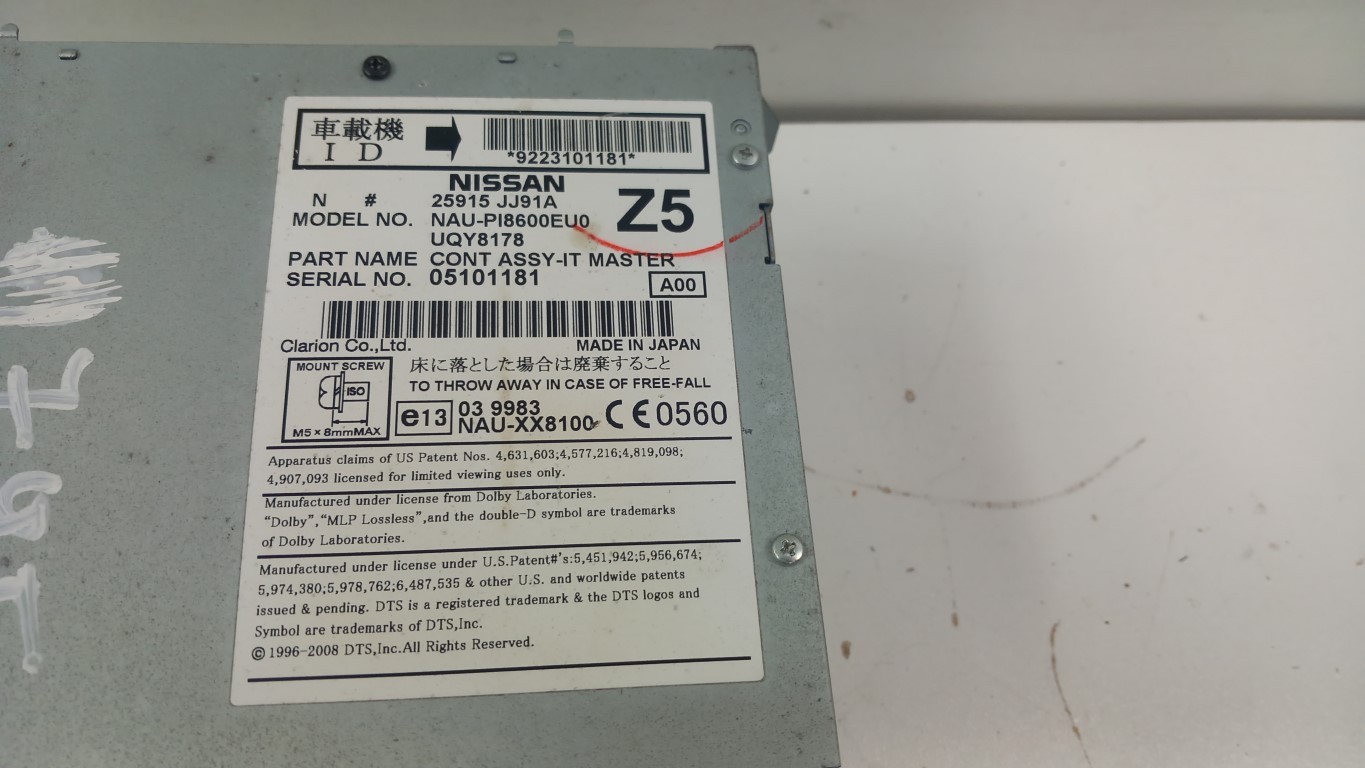 車載機
I D
*9223101181*
NISSAN
N # 25915 JJ91A
Z5
MODEL NO. NAU-PI8600EU0
UQY8178
PART NAME CONT ASSY-IT MASTER
SERIAL NO. 05101181
A00
Clarion Co.,Ltd. MADE IN JAPAN
MOUNT SCREW
ISO
M5×8mmMAX
床に落とした場合は廃棄すること
TO THROW AWAY IN CASE OF FREE-FALL
e13 03 9983
NAU-XX8100
CE0560
Apparatus claims of US Patent Nos. 4,631,603;4,577,216;4,819,098;
4,907,093 licensed for limited viewing uses only.
Manufactured under license from Dolby Laboratories.
“Dolby”,“MLP Lossless”,and the double-D symbol are trademarks
of Dolby Laboratories.
Manufactured under license under U.S.Patent#'s:5,451,942;5,956,674;
5,974,380;5,978,762;6,487,535 & other U.S. and worldwide patents
issued & pending. DTS is a registered trademark & the DTS logos and
Symbol are trademarks of DTS,Inc.
© 1996-2008 DTS,Inc.All Rights Reserved.